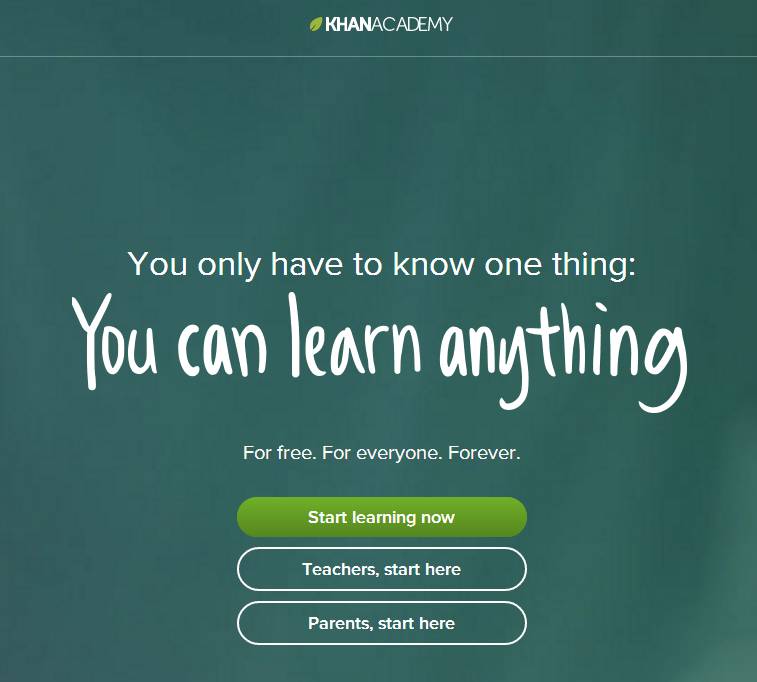 KHANACADEMY
You only have to know one thing:
You can learn anything
For free. For everyone. Forever.
Start learning now
Teachers, start here
Parents, start here